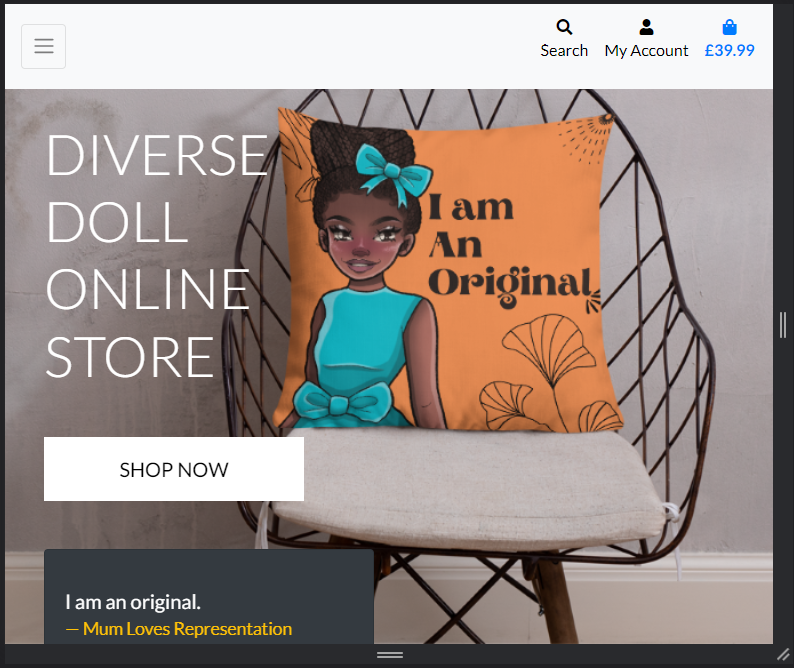 Search
My Account
£39.99
DIVERSE
DOLL
ONLINE
STORE
I am
An
Original
SHOP NOW
I am an original.
— Mum Loves Representation